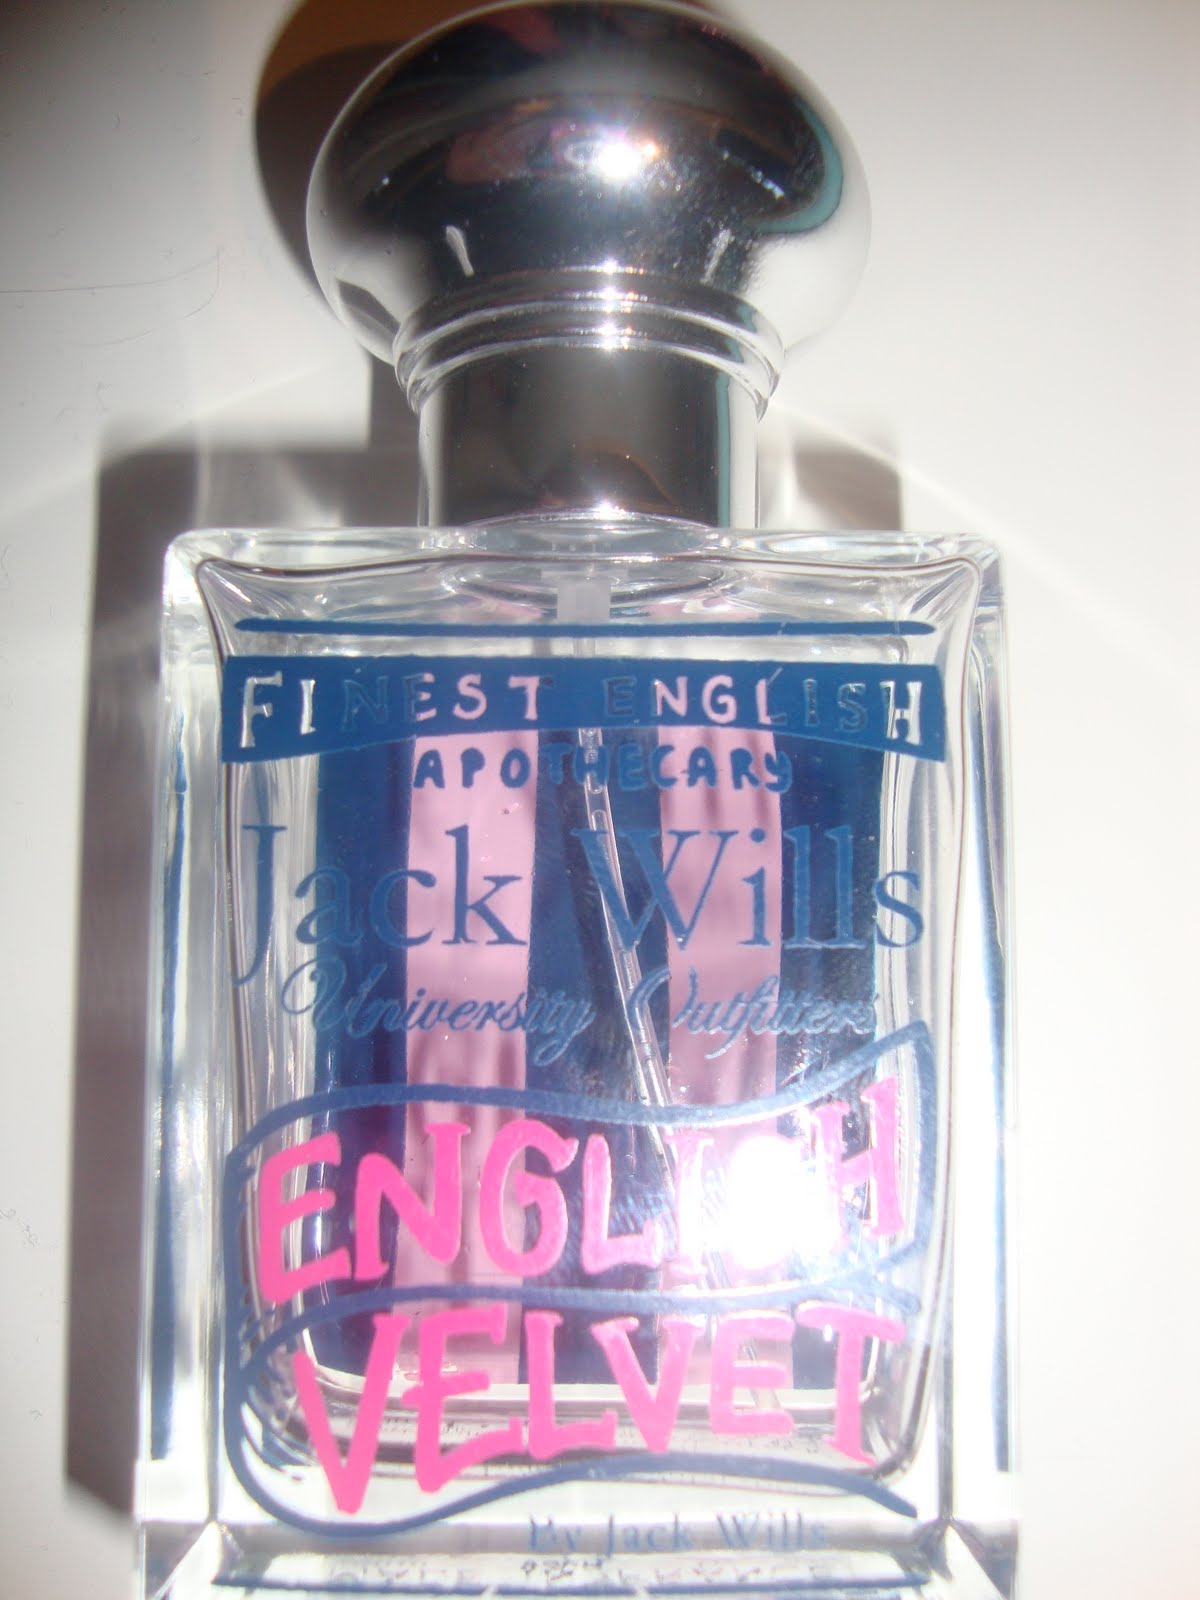 FINEST ENGLISH
APOTHECARY
Jack Wills
University Outfitters
ENGLISH
VELVET
By Jack Wills